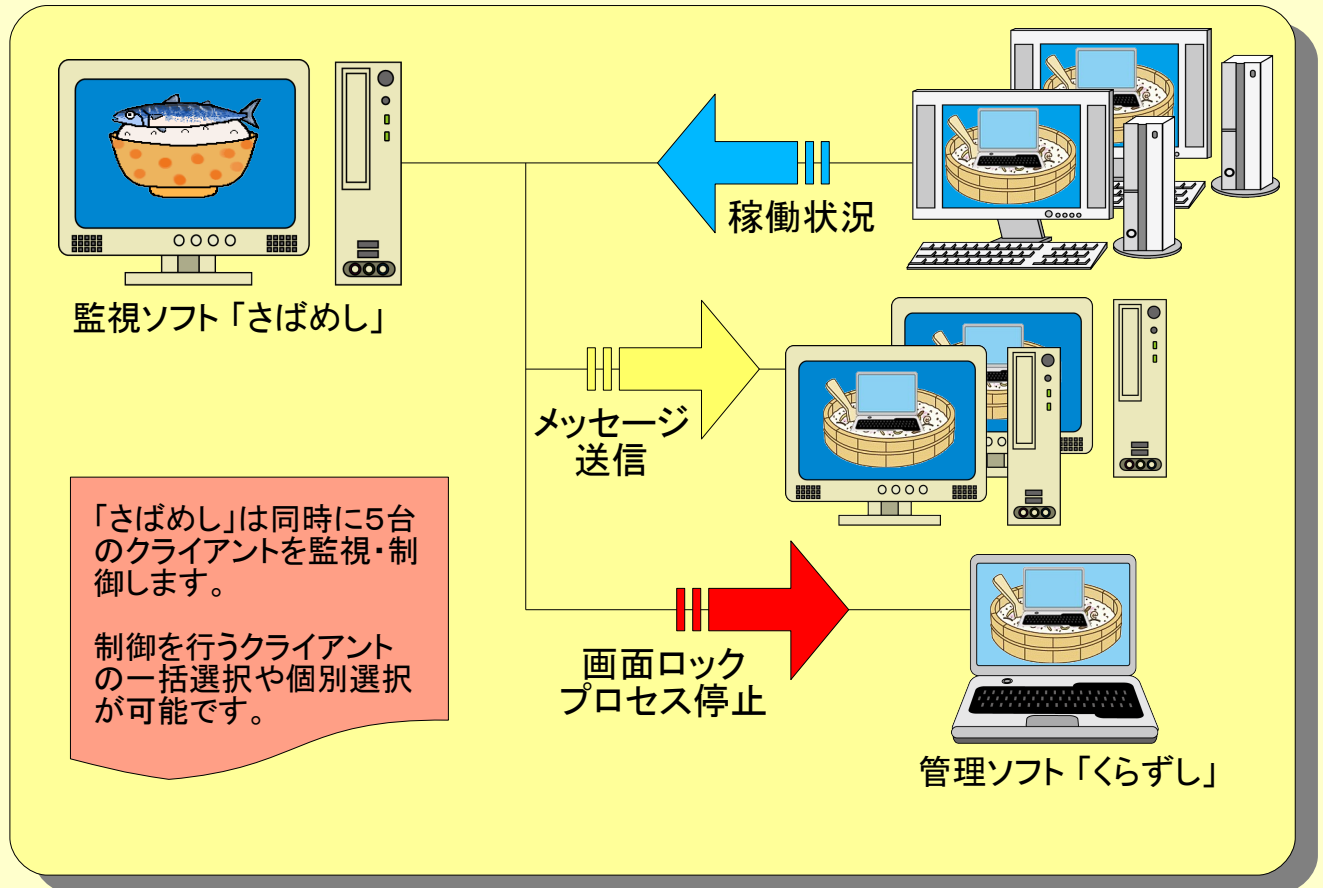 稼働状況
監視ソフト「さばめし」
メッセージ
送信
「さばめし」は同時に５台
のクライアントを監視・制
御します。
制御を行うクライアント
の一括選択や個別選択
が可能です。
画面ロック
プロセス停止
管理ソフト「くらずし」